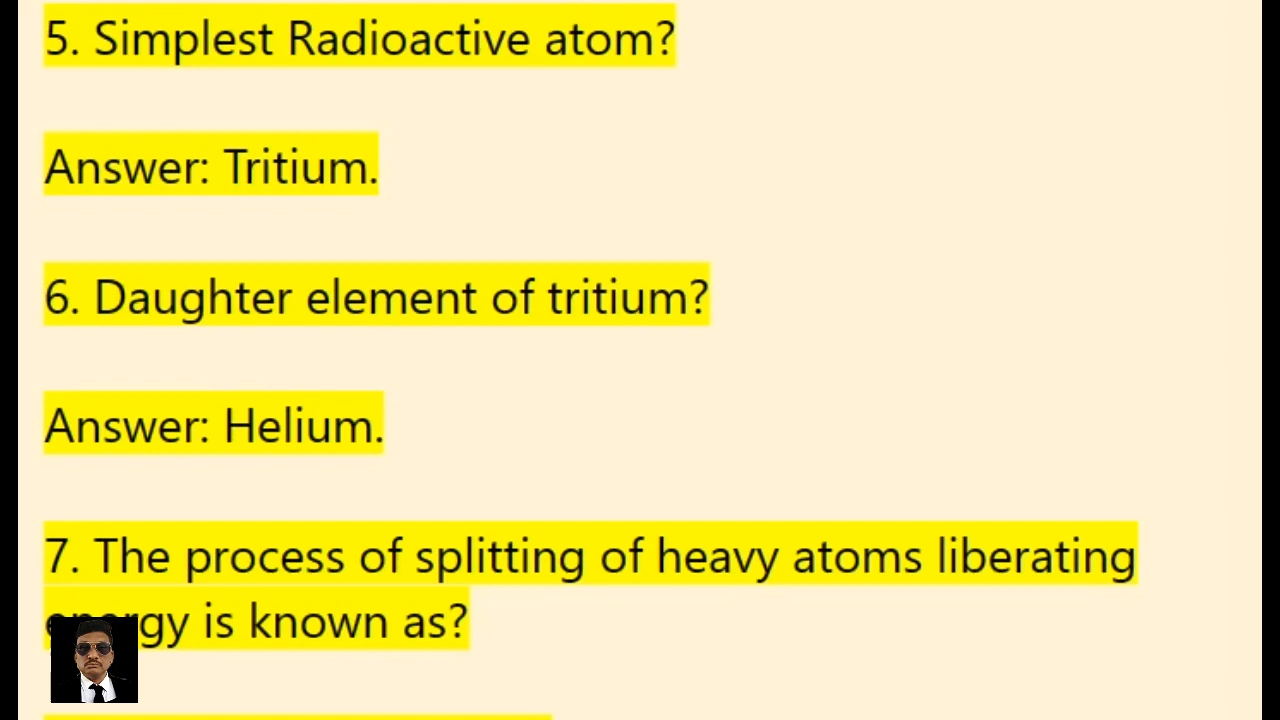 5. Simplest Radioactive atom?
Answer: Tritium.
6. Daughter element of tritium?
Answer: Helium.
7. The process of splitting of heavy atoms liberating
is known as?